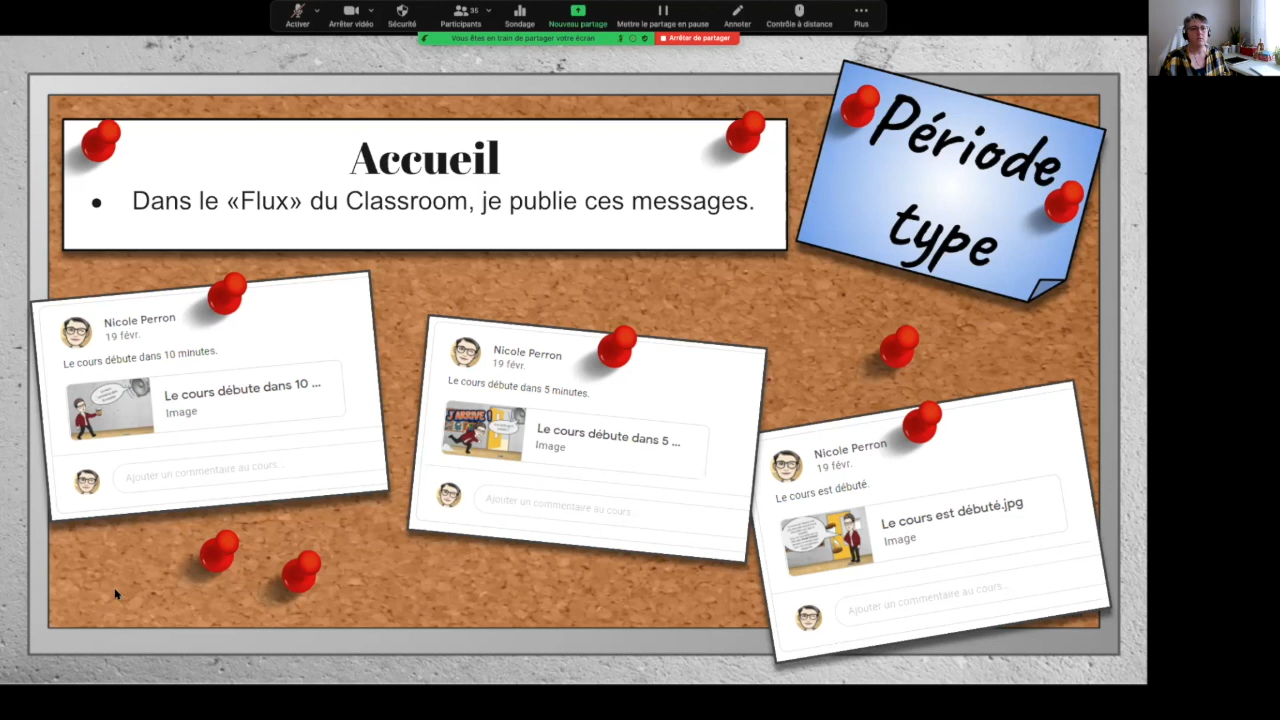 Activer
Arrêter vidéo
Sécurité
Participants
35
Sondage
Nouveau partage
Mettre le partage en pause
Annoter
Contrôle à distance
Plus
Vous êtes en train de partager votre écran
Arrêter de partager
Accueil
• Dans le «Flux» du Classroom, je publie ces messages.
Période
type
Nicole Perron
19 févr.
Le cours débute dans 10 minutes.
Le cours débute dans 10 ...
Image
Ajouter un commentaire au cours...
Nicole Perron
19 févr.
Le cours débute dans 5 minutes.
J'ARRIVE
Le cours débute dans 5 ...
Image
Ajouter un commentaire au cours...
Nicole Perron
19 févr.
Le cours est débuté.
Le cours est débuté.jpg
Image
Ajouter un commentaire au cours...